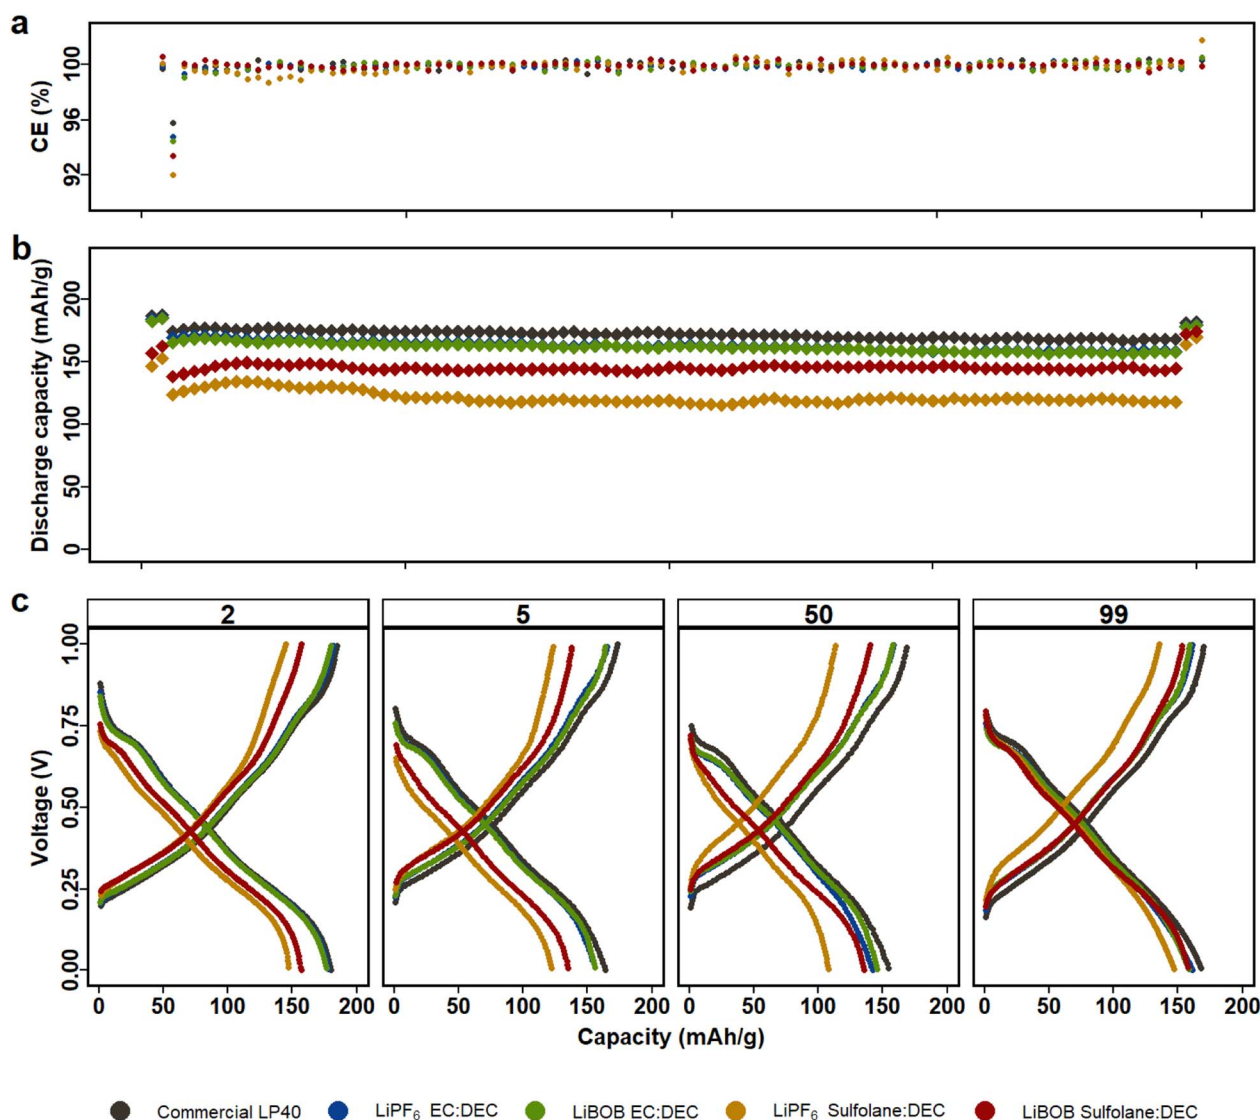 a
CE (%)
100
96
92
b
Discharge capacity (mAh/g)
200
150
100
50
0
c
2 5 50 99
Voltage (V)
1.00
0.75
0.50
0.25
0.00
0 50 100 150 200 0 50 100 150 200 0 50 100 150 200 0 50 100 150 200
Capacity (mAh/g)
Commercial LP40 LiPF₆ EC:DEC LiBOB EC:DEC LiPF₆ Sulfolane:DEC LiBOB Sulfolane:DEC